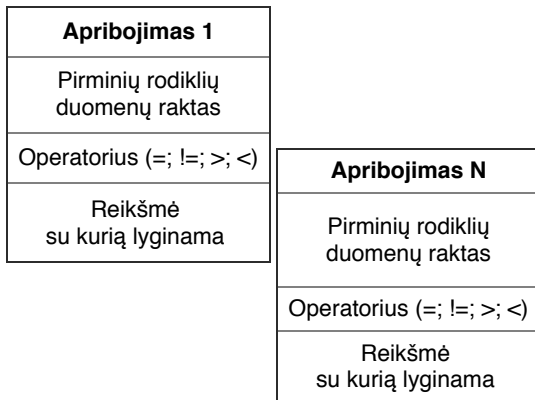 Apribojimas 1
Pirminių rodiklių
duomenų raktas
Operatorius (=; !=; >; <)
Reikšmė
su kurią lyginama
Apribojimas N
Pirminių rodiklių
duomenų raktas
Operatorius (=; !=; >; <)
Reikšmė
su kurią lyginama